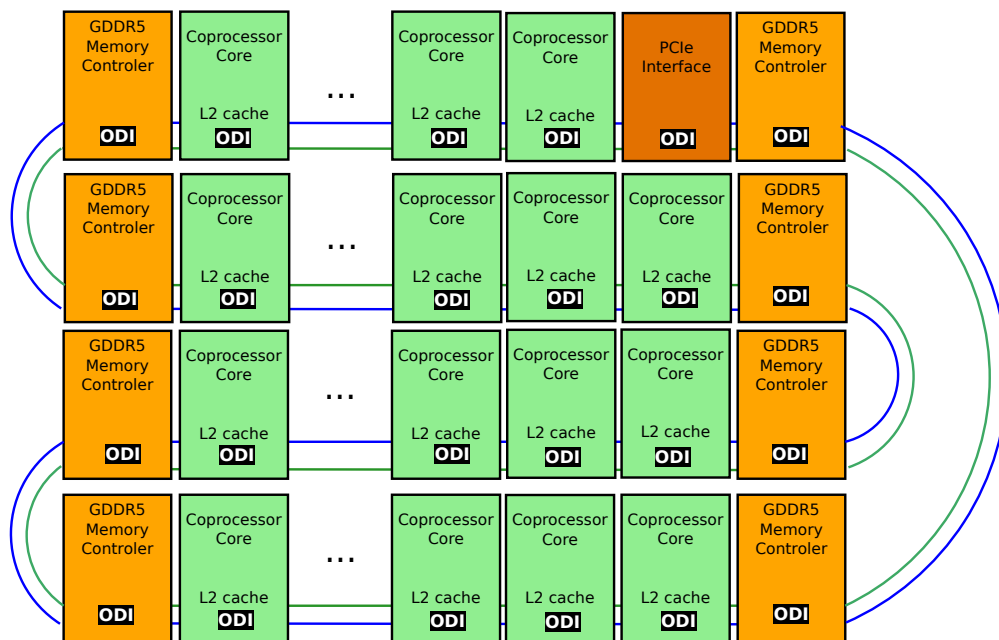 GDDR5
Memory
Controler
ODI
Coprocessor
Core
L2 cache
ODI
...
Coprocessor
Core
L2 cache
ODI
Coprocessor
Core
L2 cache
ODI
PCIe
Interface
ODI
GDDR5
Memory
Controler
ODI
GDDR5
Memory
Controler
ODI
Coprocessor
Core
L2 cache
ODI
...
Coprocessor
Core
L2 cache
ODI
Coprocessor
Core
L2 cache
ODI
Coprocessor
Core
L2 cache
ODI
GDDR5
Memory
Controler
ODI
GDDR5
Memory
Controler
ODI
Coprocessor
Core
L2 cache
ODI
...
Coprocessor
Core
L2 cache
ODI
Coprocessor
Core
L2 cache
ODI
Coprocessor
Core
L2 cache
ODI
GDDR5
Memory
Controler
ODI
GDDR5
Memory
Controler
ODI
Coprocessor
Core
L2 cache
ODI
...
Coprocessor
Core
L2 cache
ODI
Coprocessor
Core
L2 cache
ODI
Coprocessor
Core
L2 cache
ODI
GDDR5
Memory
Controler
ODI